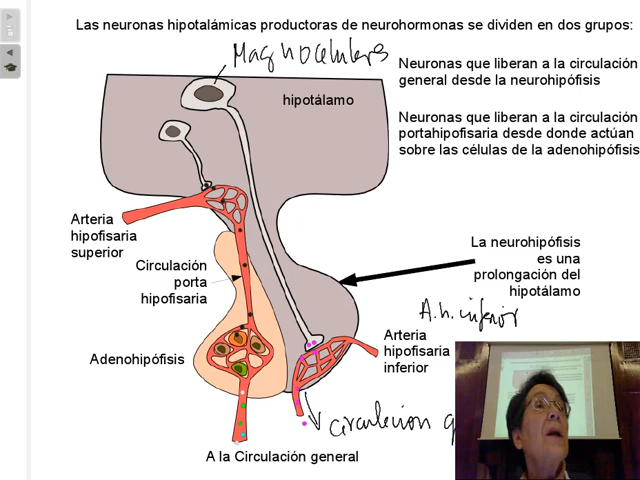 Las neuronas hipotalámicas productoras de neurohormonas se dividen en dos grupos:
Magnocelulares
Neuronas que liberan a la circulación
general desde la neurohipófisis
hipotálamo
Neuronas que liberan a la circulación
portahipofisaria desde donde actúan
sobre las células de la adenohipófisis
Arteria
hipofisaria
superior
Circulación
porta
hipofisaria
La neurohipófisis
es una
prolongación del
hipotálamo
A.h. inferior
Arteria
hipofisaria
inferior
Adenohipófisis
circulacion
A la Circulación general